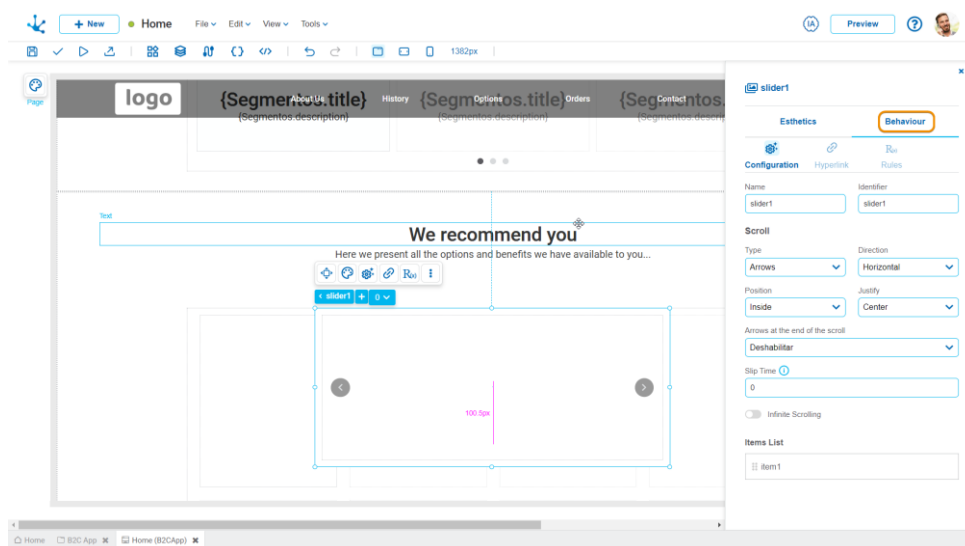 + New
Home
File
Edit
View
Tools
IA
Preview
?
1382px
Page
logo
{Segmentos.title}
About Us
History
{Segmentos.title}
Options
Orders
{Segmentos.
Contact
{Segmentos.description}
{Segmentos.description}
{Segmentos.descri
Text
We recommend you
Here we present all the options and benefits we have available to you...
R(x)
slider1
+
0
100.5px
slider1
Esthetics
Behaviour
Configuration
Hyperlink
R(x)
Rules
Name
Identifier
slider1
slider1
Scroll
Type
Direction
Arrows
Horizontal
Position
Justify
Inside
Center
Arrows at the end of the scroll
Deshabilitar
Slip Time
0
Infinite Scrolling
Items List
item1
Home
B2C App
Home (B2CApp)